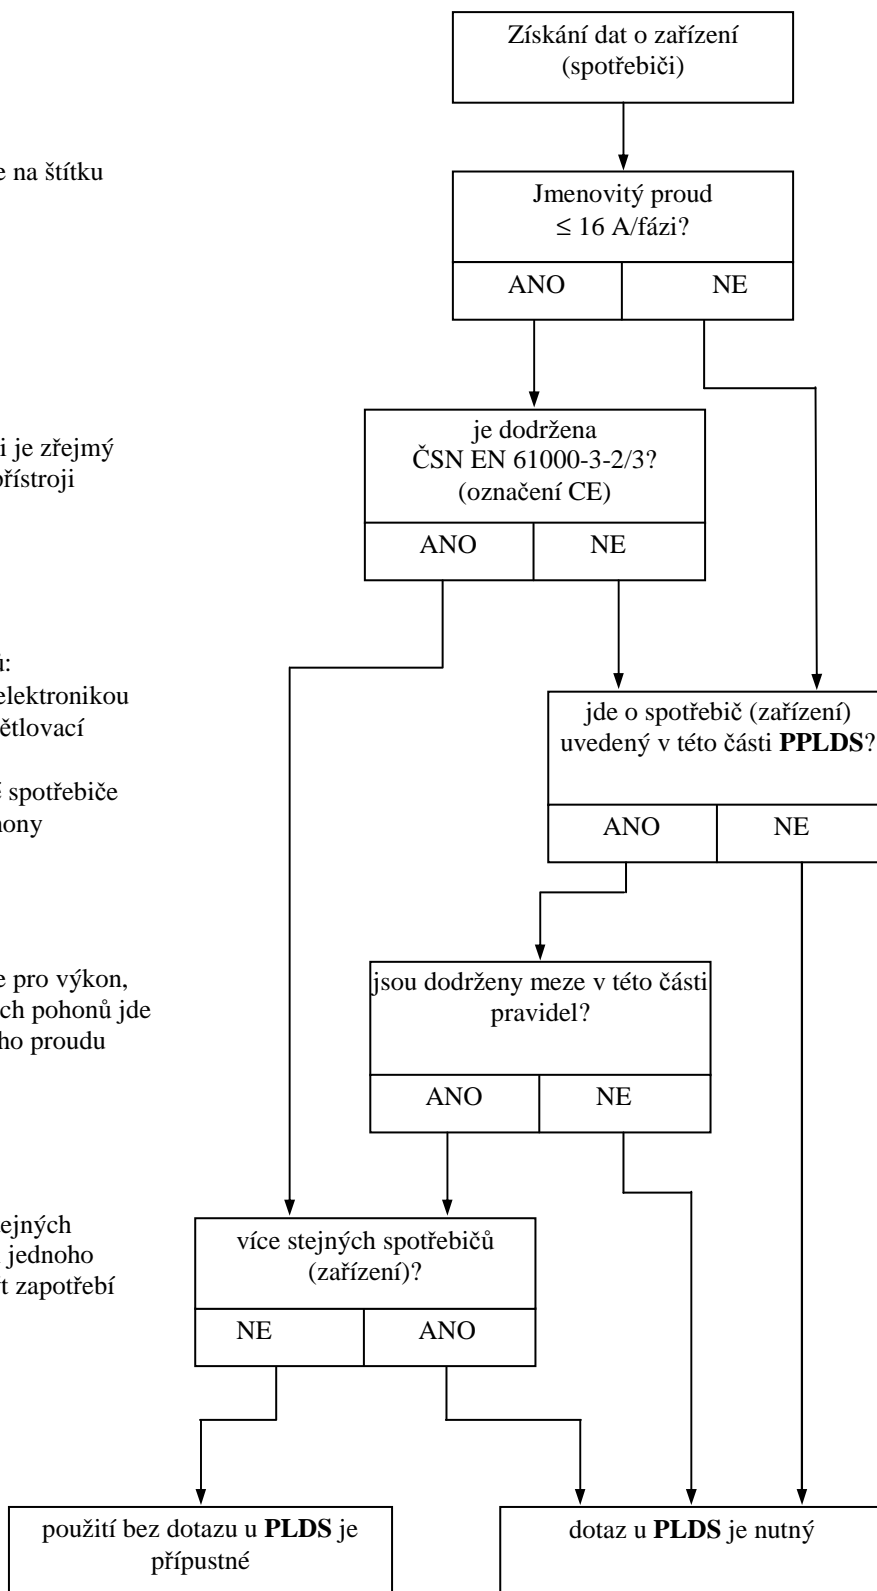 Získání dat o zařízení
(spotřebiči)
e na štítku
Jmenovitý proud
≤ 16 A/fázi?
ANO NE
i je zřejmý
přístroji
je dodržena
ČSN EN 61000-3-2/3?
(označení CE)
ANO NE
ů:
elektronikou
ětlovací
spotřebiče
hony
jde o spotřebič (zařízení)
uvedený v této části PPLDS?
ANO NE
e pro výkon,
ch pohonů jde
ho proudu
jsou dodrženy meze v této části
pravidel?
ANO NE
ejných
jednoho
t zapotřebí
více stejných spotřebičů
(zařízení)?
NE ANO
použití bez dotazu u PLDS je
přípustné
dotaz u PLDS je nutný